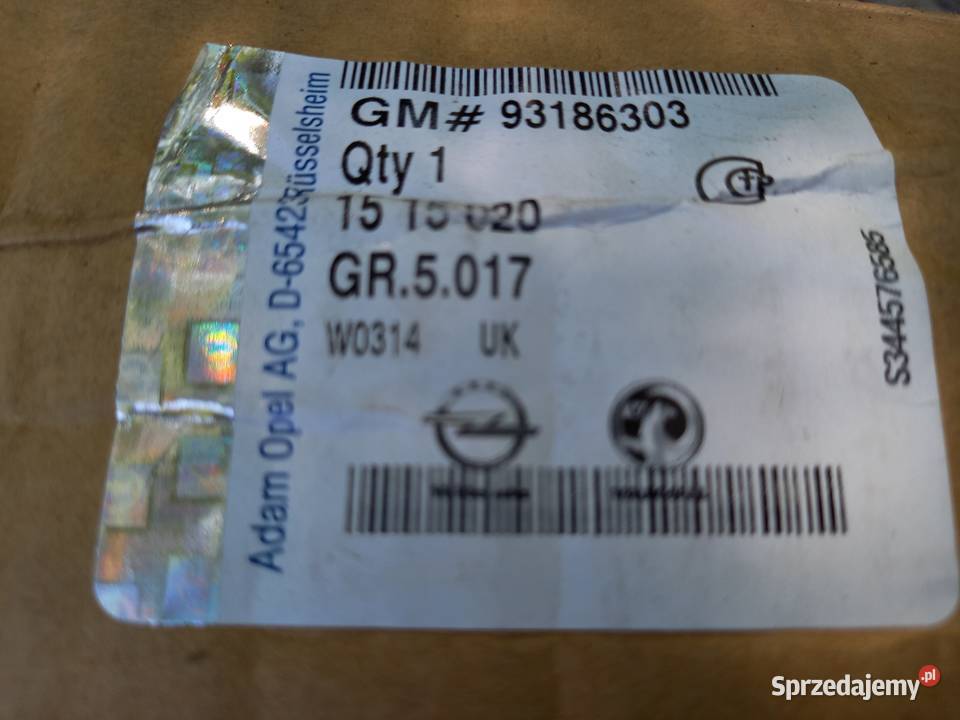 GM# 93186303
Qty 1
15 15 020
GR.5.017
W0314 UK
Adam Opel AG, D-65423 Rüsselsheim
S344576586
Sprzedajemy.pl